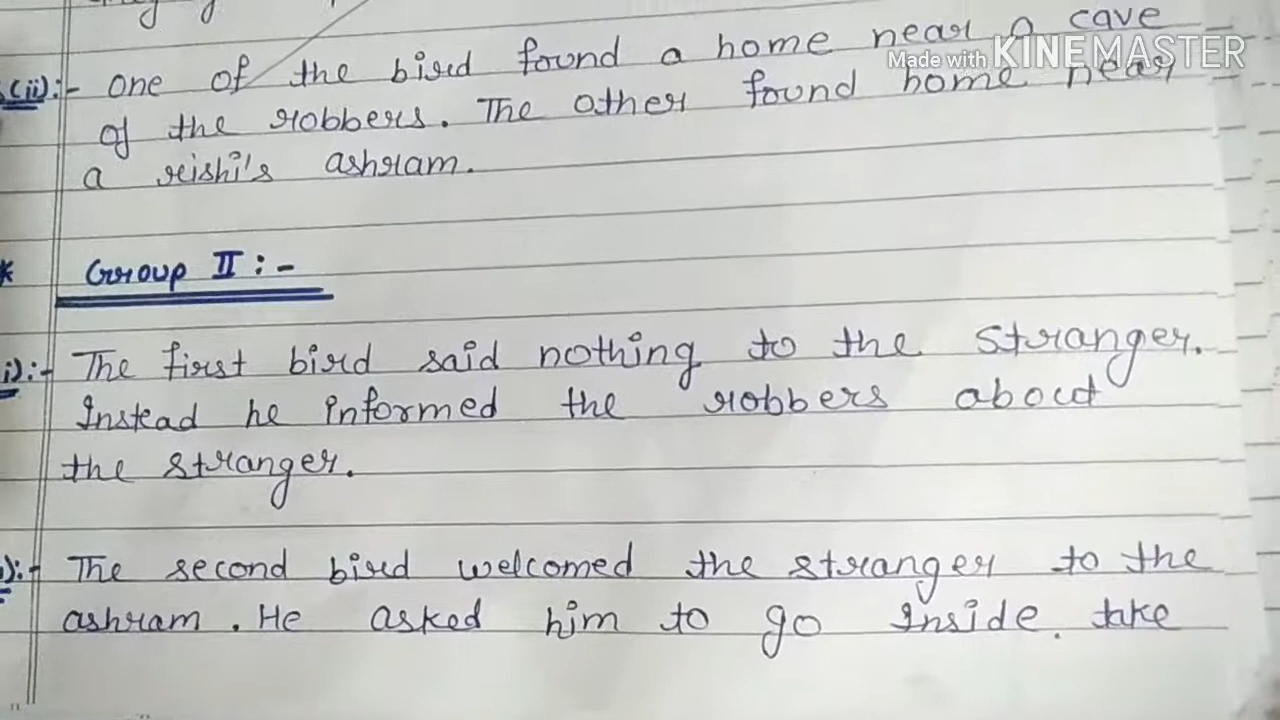 (ii):- one of the bird found a home near a cave
Made with KINEMASTER
of the robbers. The other found home near
a reishi's ashram.
* Group II :-
i):- The first bird said nothing to the stranger.
Instead he informed the robbers about
the stranger.
):- The second bird welcomed the stranger to the
ashram. He asked him to go inside. take